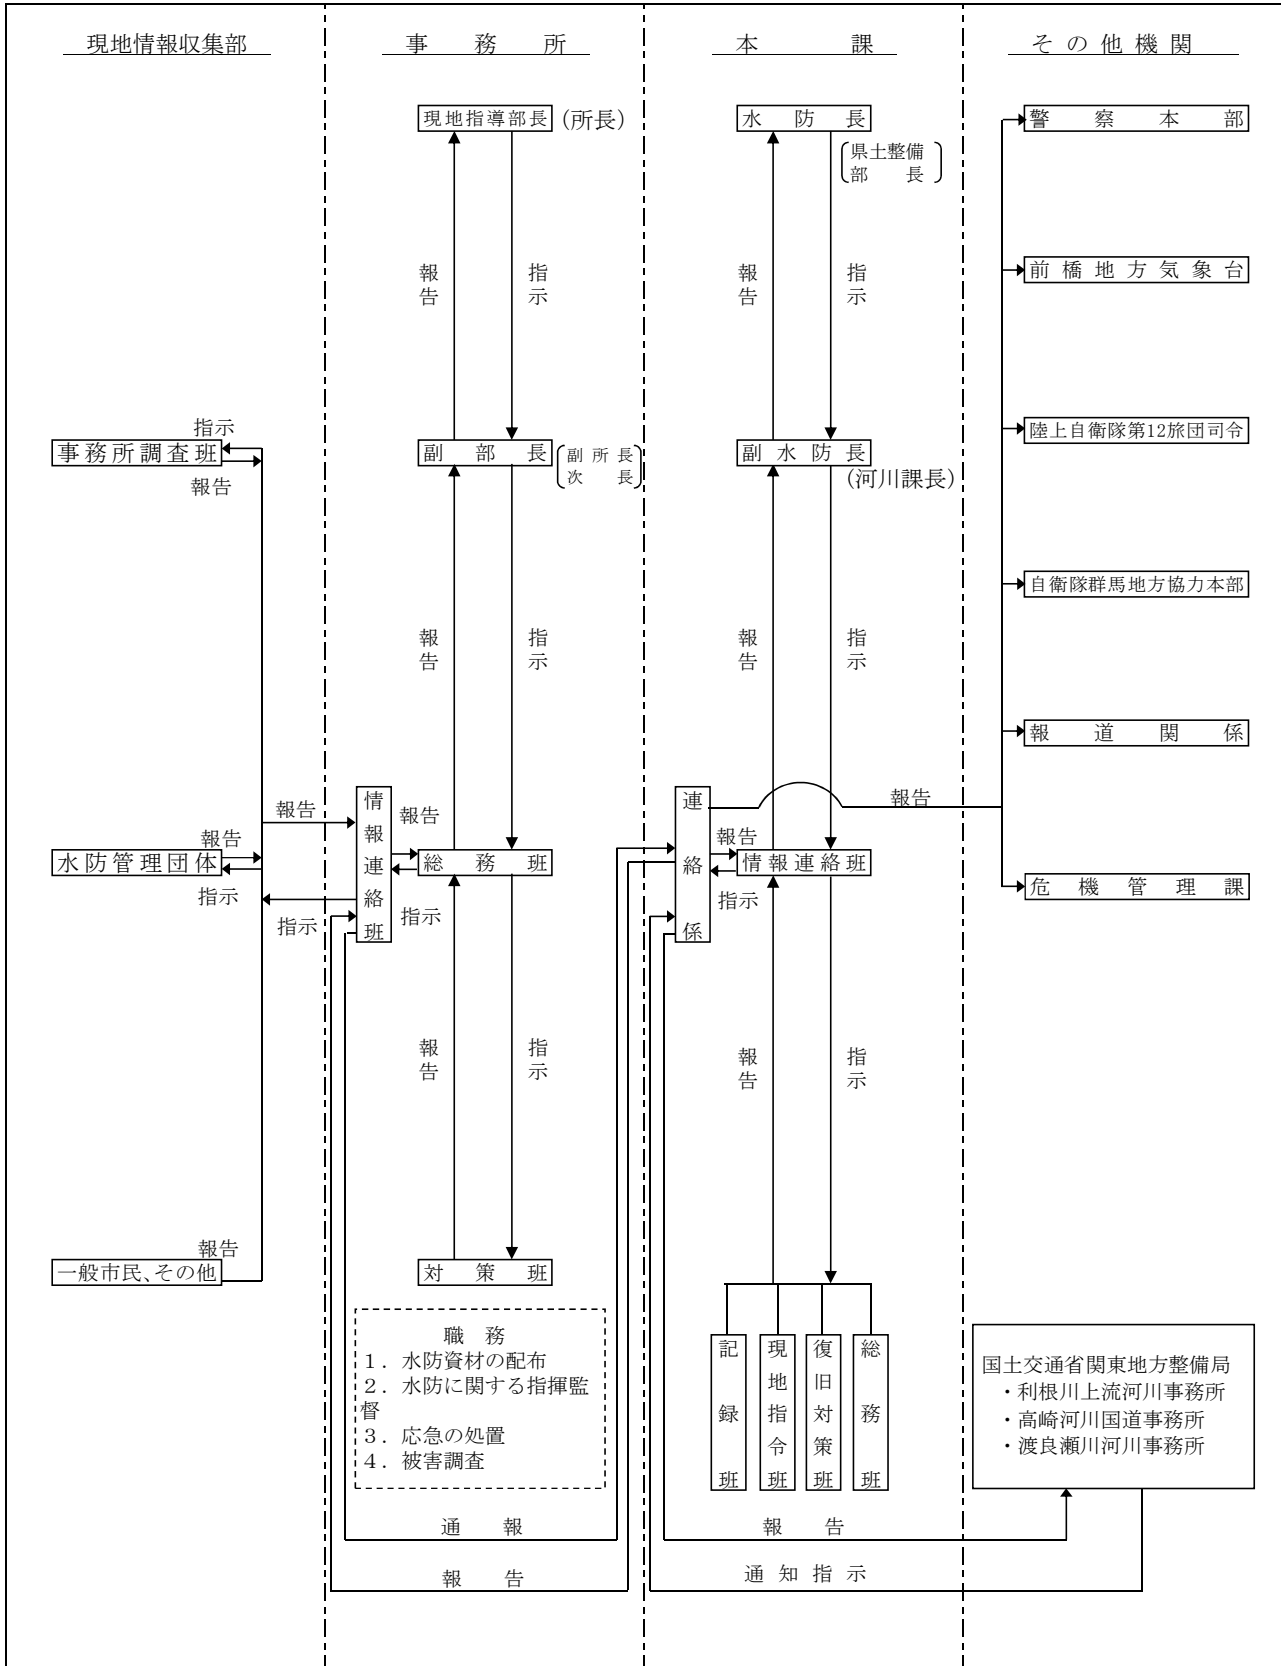 現地情報収集部
事務所
本課
その他機関
現地指導部長
(所長)
水防長
県土整備
部長
警察本部
報告
指示
報告
指示
前橋地方気象台
指示
事務所調査班
報告
副部長
副所長
次長
副水防長
(河川課長)
陸上自衛隊第12旅団司令
自衛隊群馬地方協力本部
報告
指示
報告
指示
報道関係
報告
報告
水防管理団体
指示
指示
情報連絡班
報告
総務班
指示
連絡係
報告
情報連絡班
指示
報告
危機管理課
報告
指示
報告
指示
報告
一般市民、その他
対策班
職務
1．水防資材の配布
2．水防に関する指揮監
督
3．応急の処置
4．被害調査
記録班
現地指令班
復旧対策班
総務班
国土交通省関東地方整備局
・利根川上流河川事務所
・高崎河川国道事務所
・渡良瀬川河川事務所
通報
報告
報告
通知指示